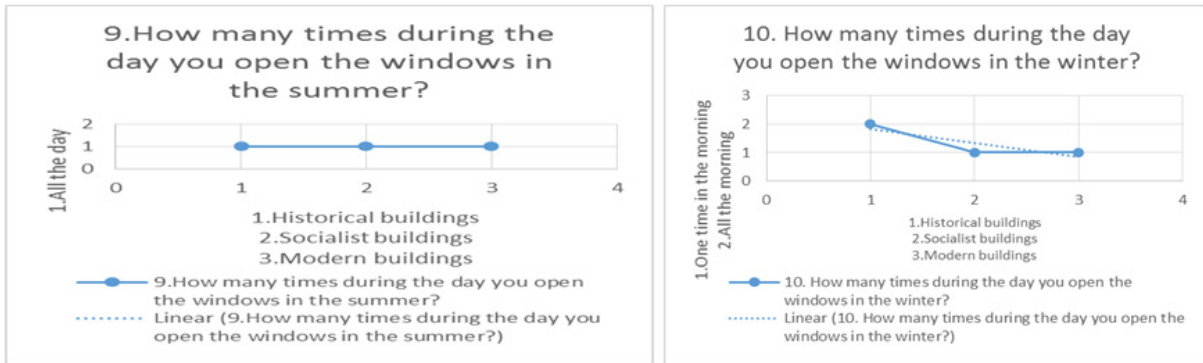 9.How many times during the
day you open the windows in
the summer?
1.All the day
2
1
0
0
1
2
3
4
1.Historical buildings
2.Socialist buildings
3.Modern buildings
9.How many times during the day you open
the windows in the summer?
Linear (9.How many times during the day you
open the windows in the summer?)
10. How many times during the day
you open the windows in the winter?
1.One time in the morning
2.All the morning
3
2
1
0
0
1
2
3
4
1.Historical buildings
2.Socialist buildings
3.Modern buildings
10. How many times during the day you open the
windows in the winter?
Linear (10. How many times during the day you open the
windows in the winter?)